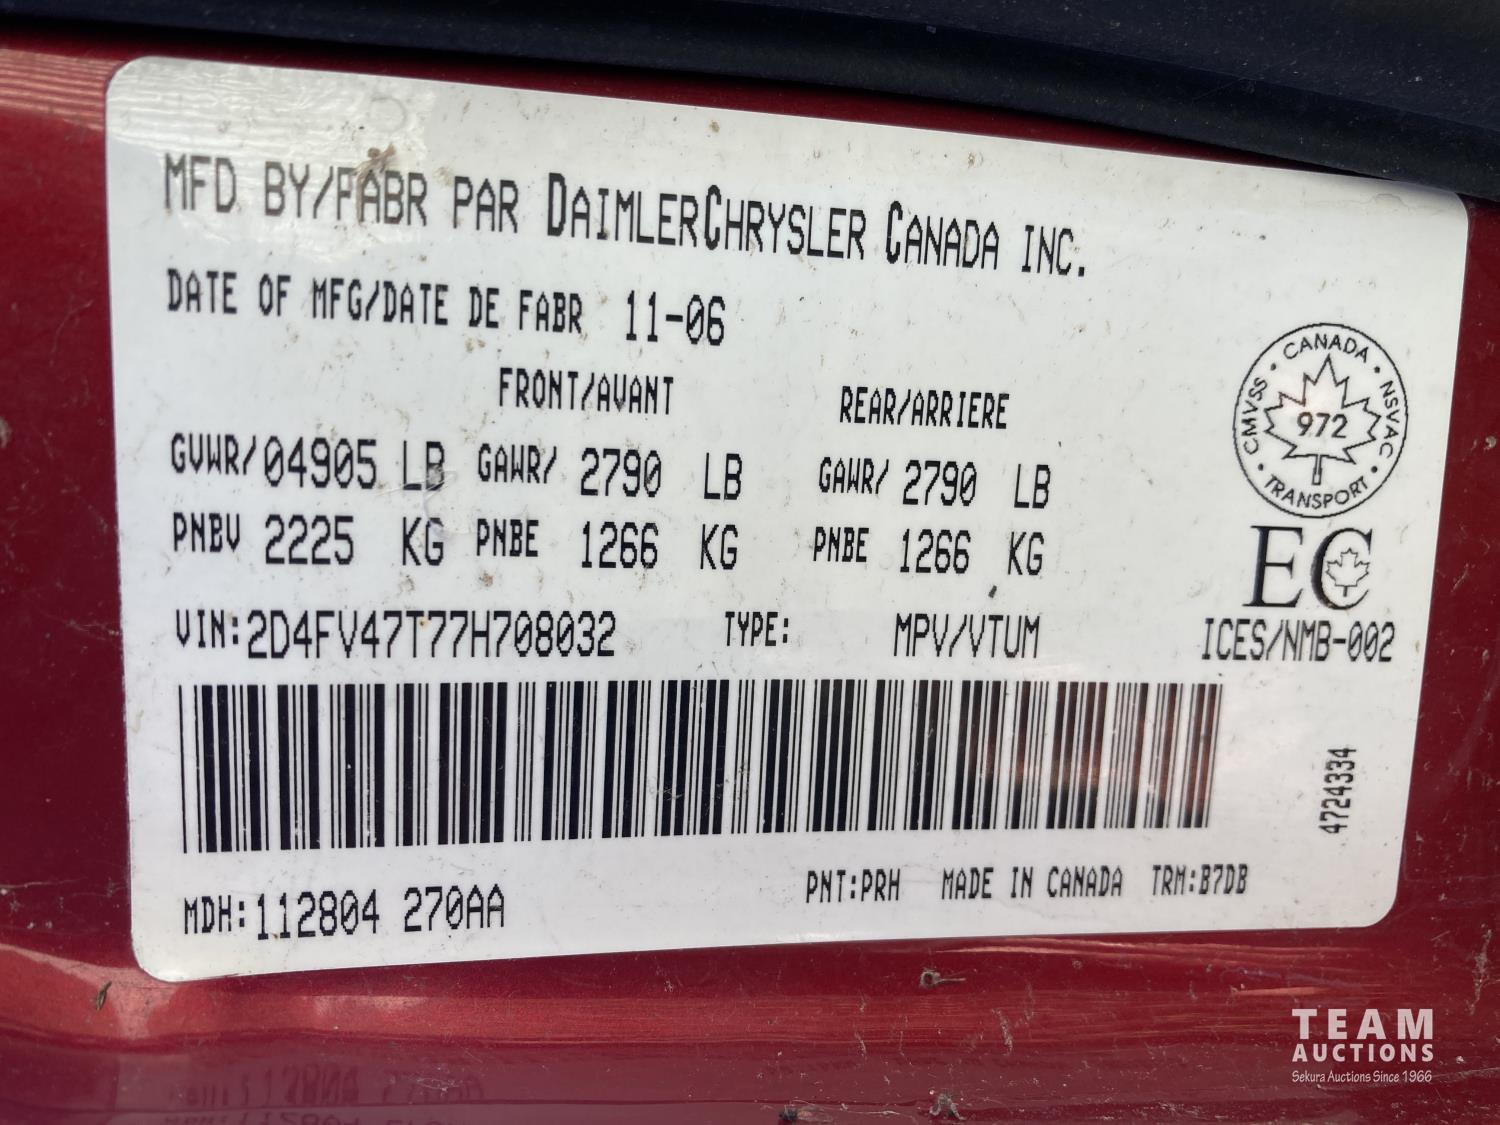 MFD BY/FABR PAR DAIMLERCHRYSLER CANADA INC.
DATE OF MFG/DATE DE FABR 11-06
FRONT/AVANT REAR/ARRIERE
GVWR/04905 LB GAWR/ 2790 LB GAWR/ 2790 LB
PNBV 2225 KG PNBE 1266 KG PNBE 1266 KG
VIN:2D4FV47T77H708032 TYPE: MPV/VTUM
CANADA
CMVSS NSVAC
972
TRANSPORT
EC
ICES/NMB-002
4724334
MDH:112804 270AA
PNT:PRH MADE IN CANADA TRM:B7DB
TEAM
AUCTIONS
Sekura Auctions Since 1966